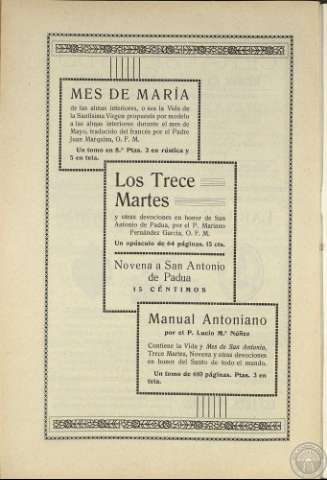 MES DE MARÍA
de las almas interiores, o sea la Vida de
la Santísima Virgen propuesta por modelo
a las almas interiores durante el mes de
Mayo, traducido del francés por el Padre
Juan Marquina, O. F. M.
Un tomo en 8.° Ptas. 3 en rústica y
5 en tela.
Los Trece
Martes
y otras devociones en honor de San
Antonio de Padua, por el P. Mariano
Fernández García, O. F. M.
Un opúsculo de 64 páginas. 15 cts.
Novena a San Antonio
de Padua
15 CÉNTIMOS
Manual Antoniano
por el P. Lucio M.ª Núñez
Contiene la Vida y Mes de San Antonio,
Trece Martes, Novena y otras devociones
en honor del Santo de todo el mundo.
Un tomo de páginas. Ptas. 3 en
tela.